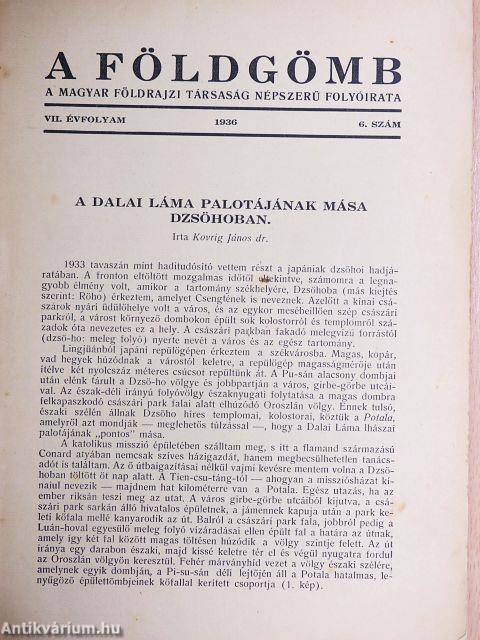 A FÖLDGÖMB
A MAGYAR FÖLDRAJZI TÁRSASÁG NÉPSZERŰ FOLYÓIRATA
VII. ÉVFOLYAM 1936 6. SZÁM
A DALAI LÁMA PALOTÁJÁNAK MÁSA
DZSÖHOBAN.
Irta Kovrig János dr.
1933 tavaszán mint haditudósító vettem részt a japániak dzsöhoi hadjá-
ratában. A fronton eltöltött mozgalmas időtől eltekintve, számomra a legna-
gyobb élmény volt, amikor a tartomány székhelyére, Dzsöhoba (más kiejtés
szerint: Röho) érkeztem, amelyet Csengtének is neveznek. Azelőtt a kínai csá-
szárok nyári üdülőhelye volt a város, és az egykor mesébeillően szép császári
parkról, a várost környező dombokon épült sok kolostorról és templomról szá-
zadok óta nevezetes ez a hely. A császári parkban fakadó melegvizű forrástól
(dzső-ho: meleg folyó) nyerte nevét a város és az egész tartomány.
Lingjüánból japáni repülőgépen érkeztem a székvárosba. Magas, kopár,
vad hegyek húzódnak a várostól keletre, a repülőgép magasságmérője után
ítélve két nyolcszáz méteres csúcsot repültünk át. A Pu-sán alacsony dombjai
után elénk tárult a Dzső-ho völgye és jobbpartján a város, girbe-görbe utcái-
val. Az észak-déli irányú folyóvölgy északnyugati folytatása a magas dombra
felkapaszkodó császári park falai alatt elhúzódó Oroszlán völgy. Ennek tulsó,
északi szélén állnak Dzsöho híres templomai, kolostorai, köztük a Potala,
amelyről azt mondják — meglehetős túlzással —, hogy a Dalai Láma lhászai
palotájának „pontos” mása.
A katolikus misszió épületében szálltam meg, s itt a flamand származású
Conard atyában nemcsak szíves házigazdát, hanem megbecsülhetetlen tanács-
adót is találtam. Az ő útbaigazításai nélkül vajmi kevésre mentem volna a Dzsö-
hoban töltött öt nap alatt. A Tien-csu-táng-tól — ahogyan a missziósházat kí-
naiul nevezik — majdnem hat kilométerre van a Potala. Egész utazás, ha az
ember riksán teszi meg az utat. A város girbe-görbe utcáiból kijutva, a csá-
szári park sarkán álló hivatalos épületnek, a jámennek kapuja után a park ke-
leti kőfala mellé kanyarodik az út. Balról a császári park fala, jobbról pedig a
Luán-hoval egyesülő meleg folyó vízáradásai ellen épült fal a határa az útnak,
amely így két fal között magas töltésen húzódik a völgy szintje felett. Az út
iránya egy darabon északi, majd kissé keletre tér el és végül nyugatra fordul
az Oroszlán völgyön keresztül. Fehér márványhíd vezet a völgy északi szélére,
amelynek egyik dombján, a Pi-su-sán déli lejtőjén áll a Potala hatalmas, le-
nyűgöző épülettömbjeinek kőfallal kerített csoportja (1. kép).
Antikvárium.hu